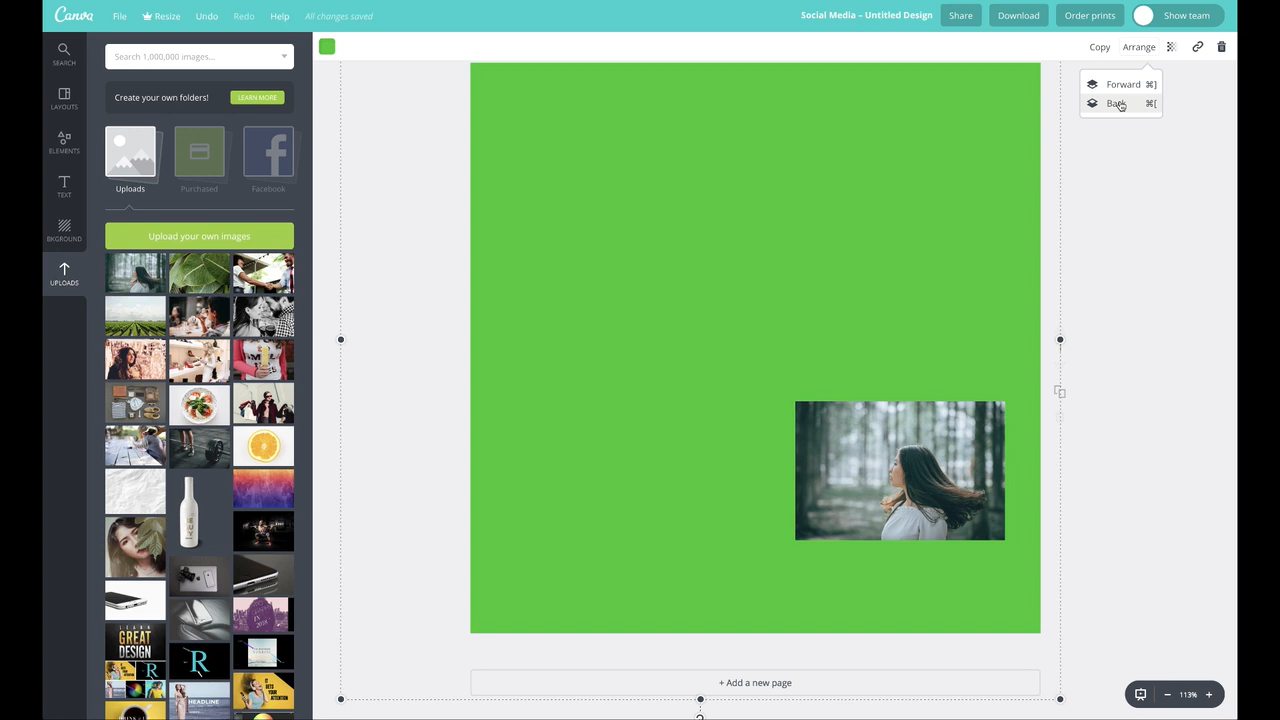 Canva File Resize Undo Redo Help All changes saved Social Media – Untitled Design Share Download Order prints Show team
Search 1,000,000 images...
Copy Arrange
SEARCH
Create your own folders! LEARN MORE
Forward ⌘]
Back ⌘[
LAYOUTS
ELEMENTS
Uploads Purchased Facebook
TEXT
BKGROUND
Upload your own images
UPLOADS
LEARN
GREAT
DESIGN
R
HEADLINE
+ Add a new page
113%